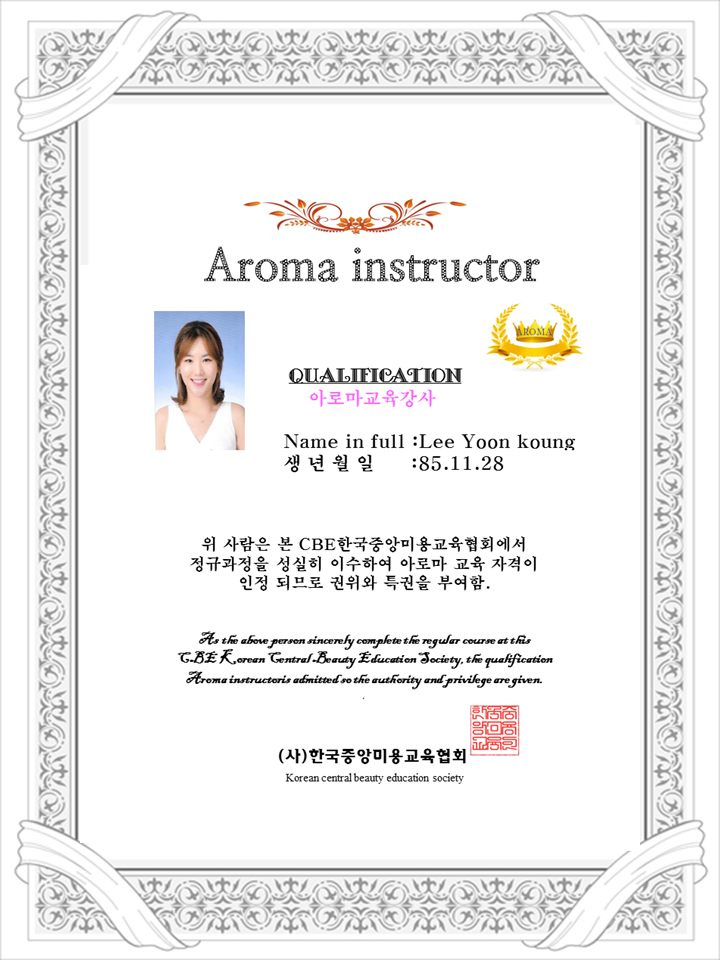 Aroma instructor
AROMA
QUALIFICATION
아로마교육강사
Name in full :Lee Yoon koung
생 년 월 일 :85.11.28
위 사람은 본 CBE한국중앙미용교육협회에서
정규과정을 성실히 이수하여 아로마 교육 자격이
인정 되므로 권위와 특권을 부여함.
As the above person sincerely complete the regular course at this
CBE Korean Central Beauty Education Society, the qualification
Aroma instructoris admitted so the authority and privilege are given.
.
(사)한국중앙미용교육협회
Korean central beauty education society